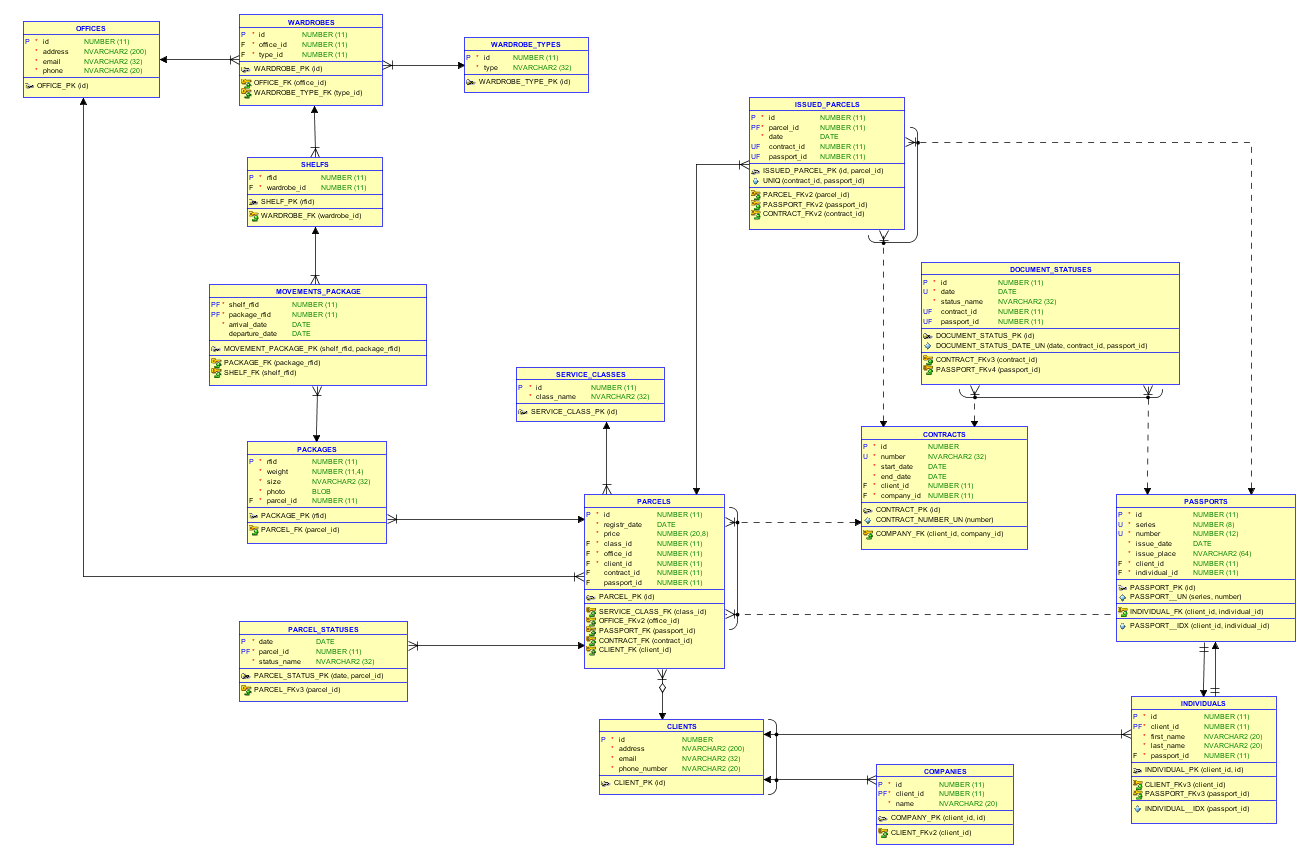 OFFICES
P * id NUMBER (11)
* address NVARCHAR2 (200)
* email NVARCHAR2 (32)
* phone NVARCHAR2 (20)
OFFICE_PK (id)
WARDROBES
P * id NUMBER (11)
F * office_id NUMBER (11)
F * type_id NUMBER (11)
WARDROBE_PK (id)
OFFICE_FK (office_id)
WARDROBE_TYPE_FK (type_id)
WARDROBE_TYPES
P * id NUMBER (11)
* type NVARCHAR2 (32)
WARDROBE_TYPE_PK (id)
SHELFS
P * rfid NUMBER (11)
F * wardrobe_id NUMBER (11)
SHELF_PK (rfid)
WARDROBE_FK (wardrobe_id)
ISSUED_PARCELS
P * id NUMBER (11)
PF * parcel_id NUMBER (11)
* date DATE
UF contract_id NUMBER (11)
UF passport_id NUMBER (11)
ISSUED_PARCEL_PK (id, parcel_id)
UNIQ (contract_id, passport_id)
PARCEL_FKv2 (parcel_id)
PASSPORT_FKv2 (passport_id)
CONTRACT_FKv2 (contract_id)
MOVEMENTS_PACKAGE
PF * shelf_rfid NUMBER (11)
PF * package_rfid NUMBER (11)
* arrival_date DATE
departure_date DATE
MOVEMENT_PACKAGE_PK (shelf_rfid, package_rfid)
PACKAGE_FK (package_rfid)
SHELF_FK (shelf_rfid)
DOCUMENT_STATUSES
P * id NUMBER (11)
U * date DATE
* status_name NVARCHAR2 (32)
UF contract_id NUMBER (11)
UF passport_id NUMBER (11)
DOCUMENT_STATUS_PK (id)
DOCUMENT_STATUS_DATE_UN (date, contract_id, passport_id)
CONTRACT_FKv3 (contract_id)
PASSPORT_FKv4 (passport_id)
SERVICE_CLASSES
P * id NUMBER (11)
* class_name NVARCHAR2 (32)
SERVICE_CLASS_PK (id)
PACKAGES
P * rfid NUMBER (11)
* weight NUMBER (11,4)
* size NVARCHAR2 (32)
* photo BLOB
F * parcel_id NUMBER (11)
PACKAGE_PK (rfid)
PARCEL_FK (parcel_id)
CONTRACTS
P * id NUMBER
U * number NVARCHAR2 (32)
* start_date DATE
* end_date DATE
F * client_id NUMBER (11)
F * company_id NUMBER (11)
CONTRACT_PK (id)
CONTRACT_NUMBER_UN (number)
COMPANY_FK (client_id, company_id)
PARCELS
P * id NUMBER (11)
* registr_date DATE
* price NUMBER (20,8)
F * class_id NUMBER (11)
F * office_id NUMBER (11)
F * client_id NUMBER (11)
F contract_id NUMBER (11)
F passport_id NUMBER (11)
PARCEL_PK (id)
SERVICE_CLASS_FK (class_id)
OFFICE_FKv2 (office_id)
PASSPORT_FK (passport_id)
CONTRACT_FK (contract_id)
CLIENT_FK (client_id)
PASSPORTS
P * id NUMBER (11)
U * series NUMBER (8)
U * number NUMBER (12)
* issue_date DATE
* issue_place NVARCHAR2 (64)
F * client_id NUMBER (11)
F * individual_id NUMBER (11)
PASSPORT_PK (id)
PASSPORT__UN (series, number)
INDIVIDUAL_FK (client_id, individual_id)
PASSPORT__IDX (client_id, individual_id)
PARCEL_STATUSES
P * date DATE
PF * parcel_id NUMBER (11)
* status_name NVARCHAR2 (32)
PARCEL_STATUS_PK (date, parcel_id)
PARCEL_FKv3 (parcel_id)
CLIENTS
P * id NUMBER
* address NVARCHAR2 (200)
* email NVARCHAR2 (32)
* phone_number NVARCHAR2 (20)
CLIENT_PK (id)
COMPANIES
P * id NUMBER (11)
PF * client_id NUMBER (11)
* name NVARCHAR2 (20)
COMPANY_PK (client_id, id)
CLIENT_FKv2 (client_id)
INDIVIDUALS
P * id NUMBER (11)
PF * client_id NUMBER (11)
* first_name NVARCHAR2 (20)
* last_name NVARCHAR2 (20)
F * passport_id NUMBER (11)
INDIVIDUAL_PK (client_id, id)
CLIENT_FKv3 (client_id)
PASSPORT_FKv3 (passport_id)
INDIVIDUAL__IDX (passport_id)